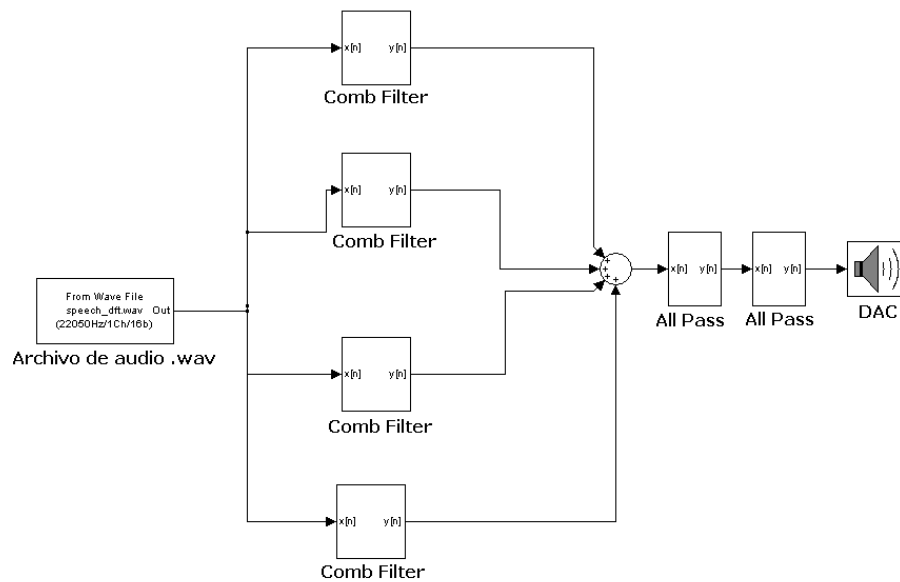 x[n] y[n]
Comb Filter
x[n] y[n]
Comb Filter
From Wave File
speech_dft.wav
(22050Hz/1Ch/16b)
Out
Archivo de audio .wav
+
+
+
+
x[n] y[n]
All Pass
x[n] y[n]
All Pass
DAC
x[n] y[n]
Comb Filter
x[n] y[n]
Comb Filter